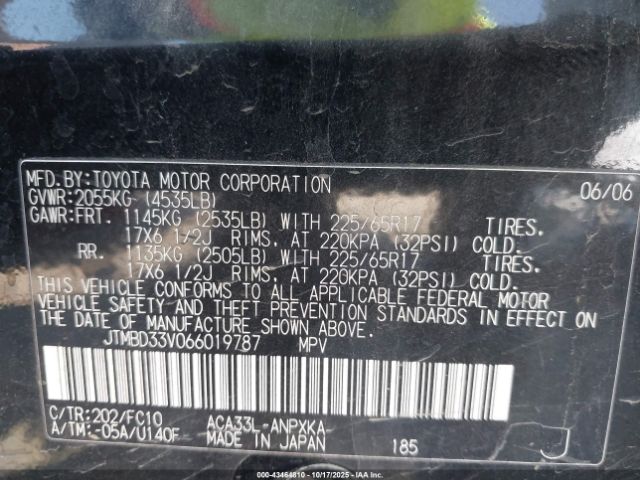 MFD.BY:TOYOTA MOTOR CORPORATION 06/06
GVWR:2055KG (4535LB)
GAWR:FRT. 1145KG (2535LB) WITH 225/65R17 TIRES.
17X6 1/2J RIMS, AT 220KPA (32PSI) COLD.
RR. 1135KG (2505LB) WITH 225/65R17 TIRES.
17X6 1/2J RIMS, AT 220KPA (32PSI) COLD.
THIS VEHICLE CONFORMS TO ALL APPLICABLE FEDERAL MOTOR
VEHICLE SAFETY AND THEFT PREVENTION STANDARDS IN EFFECT ON
THE DATE OF MANUFACTURE SHOWN ABOVE.
JTMBD33V066019787 MPV
C/TR:202/FC10 ACA33L-ANPXKA
A/TM:-05A/U140F MADE IN JAPAN 185 J
000-43464810 - 10/17/2025 - IAAI.com